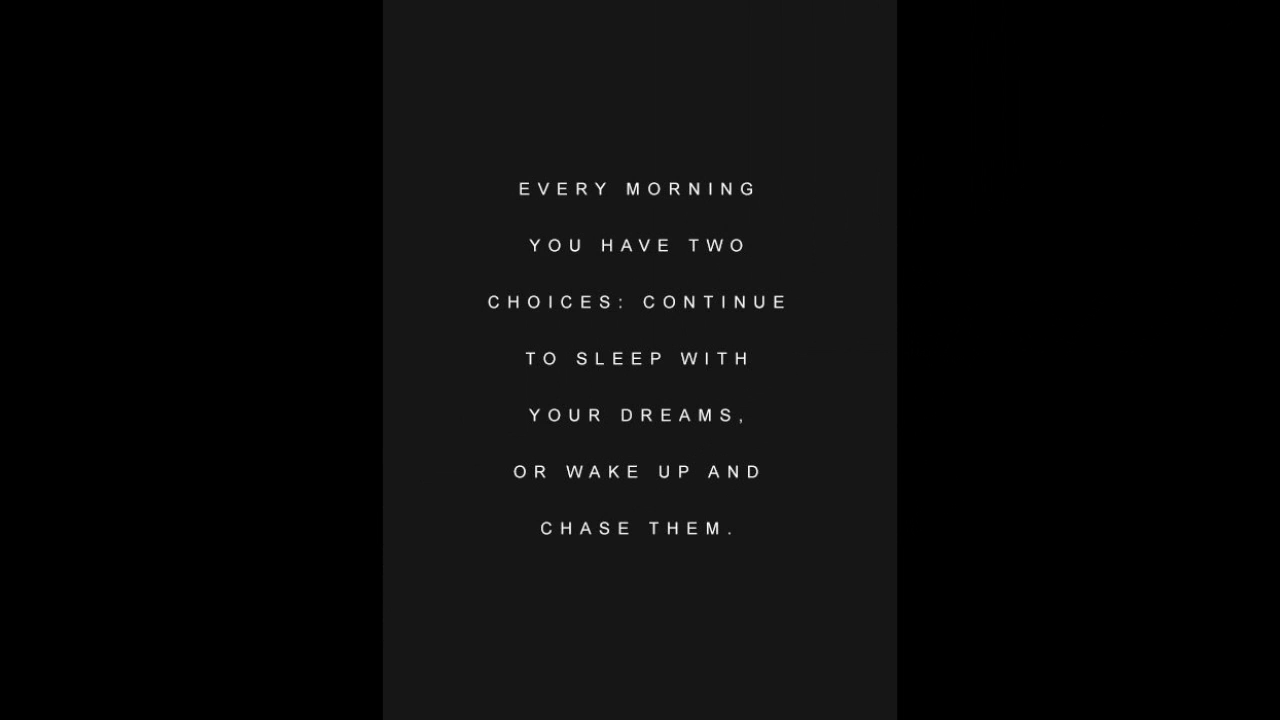 EVERY MORNING
YOU HAVE TWO
CHOICES: CONTINUE
TO SLEEP WITH
YOUR DREAMS,
OR WAKE UP AND
CHASE THEM.